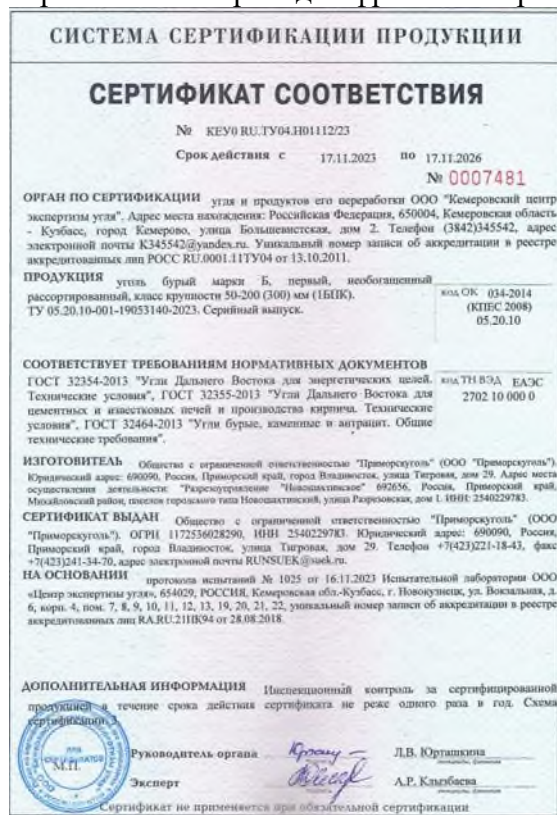 СИСТЕМА СЕРТИФИКАЦИИ ПРОДУКЦИИ
СЕРТИФИКАТ СООТВЕТСТВИЯ
№ КЕУ0 RU.ТУ04.Н01112/23
Срок действия с 17.11.2023 по 17.11.2026
№ 0007481
ОРГАН ПО СЕРТИФИКАЦИИ угля и продуктов его переработки ООО "Кемеровский центр
экспертизы угля". Адрес места нахождения: Российская Федерация, 650004, Кемеровская область
- Кузбасс, город Кемерово, улица Большевистская, дом 2. Телефон (3842)345542, адрес
электронной почты K345542@yandex.ru. Уникальный номер записи об аккредитации в реестре
аккредитованных лиц РОСС RU.0001.11ТУ04 от 13.10.2011.
ПРОДУКЦИЯ уголь бурый марки Б, первый, необогащенный
рассортированный, класс крупности 50-200 (300) мм (1БПК).
ТУ 05.20.10-001-19053140-2023. Серийный выпуск.
код ОК 034-2014
(КПЕС 2008)
05.20.10
СООТВЕТСТВУЕТ ТРЕБОВАНИЯМ НОРМАТИВНЫХ ДОКУМЕНТОВ
ГОСТ 32354-2013 "Угли Дальнего Востока для энергетических целей.
Технические условия", ГОСТ 32355-2013 "Угли Дальнего Востока для
цементных и известковых печей и производства кирпича. Технические
условия", ГОСТ 32464-2013 "Угли бурые, каменные и антрацит. Общие
технические требования".
код ТН ВЭД ЕАЭС
2702 10 000 0
ИЗГОТОВИТЕЛЬ Общество с ограниченной ответственностью "Приморскуголь" (ООО "Приморскуголь").
Юридический адрес: 690090, Россия, Приморский край, город Владивосток, улица Тигровая, дом 29. Адрес места
осуществления деятельности: "Разрезоуправление "Новошахтинское" 692656, Россия, Приморский край,
Михайловский район, поселок городского типа Новошахтинский, улица Разрезовская, дом 1. ИНН: 2540229783.
СЕРТИФИКАТ ВЫДАН Общество с ограниченной ответственностью "Приморскуголь" (ООО
"Приморскуголь"). ОГРН 1172536028290, ИНН 2540229783. Юридический адрес: 690090, Россия,
Приморский край, город Владивосток, улица Тигровая, дом 29. Телефон +7(423)221-18-43, факс
+7(423)241-34-70, адрес электронной почты RUNSUEK@suek.ru.
НА ОСНОВАНИИ протокола испытаний № 1025 от 16.11.2023 Испытательной лаборатории ООО
«Центр экспертизы угля», 654029, РОССИЯ, Кемеровская обл.-Кузбасс, г. Новокузнецк, ул. Вокзальная, д.
6, корп. 4, пом. 7, 8, 9, 10, 11, 12, 13, 19, 20, 21, 22, уникальный номер записи об аккредитации в реестре
аккредитованных лиц RA.RU.21НК94 от 28.08.2018.
ДОПОЛНИТЕЛЬНАЯ ИНФОРМАЦИЯ Инспекционный контроль за сертифицированной
продукцией в течение срока действия сертификата не реже одного раза в год. Схема
сертификации: 3
Руководитель органа Л.В. Юрташкина
М.П.
Эксперт А.Р. Клызбаева
Сертификат не применяется при обязательной сертификации